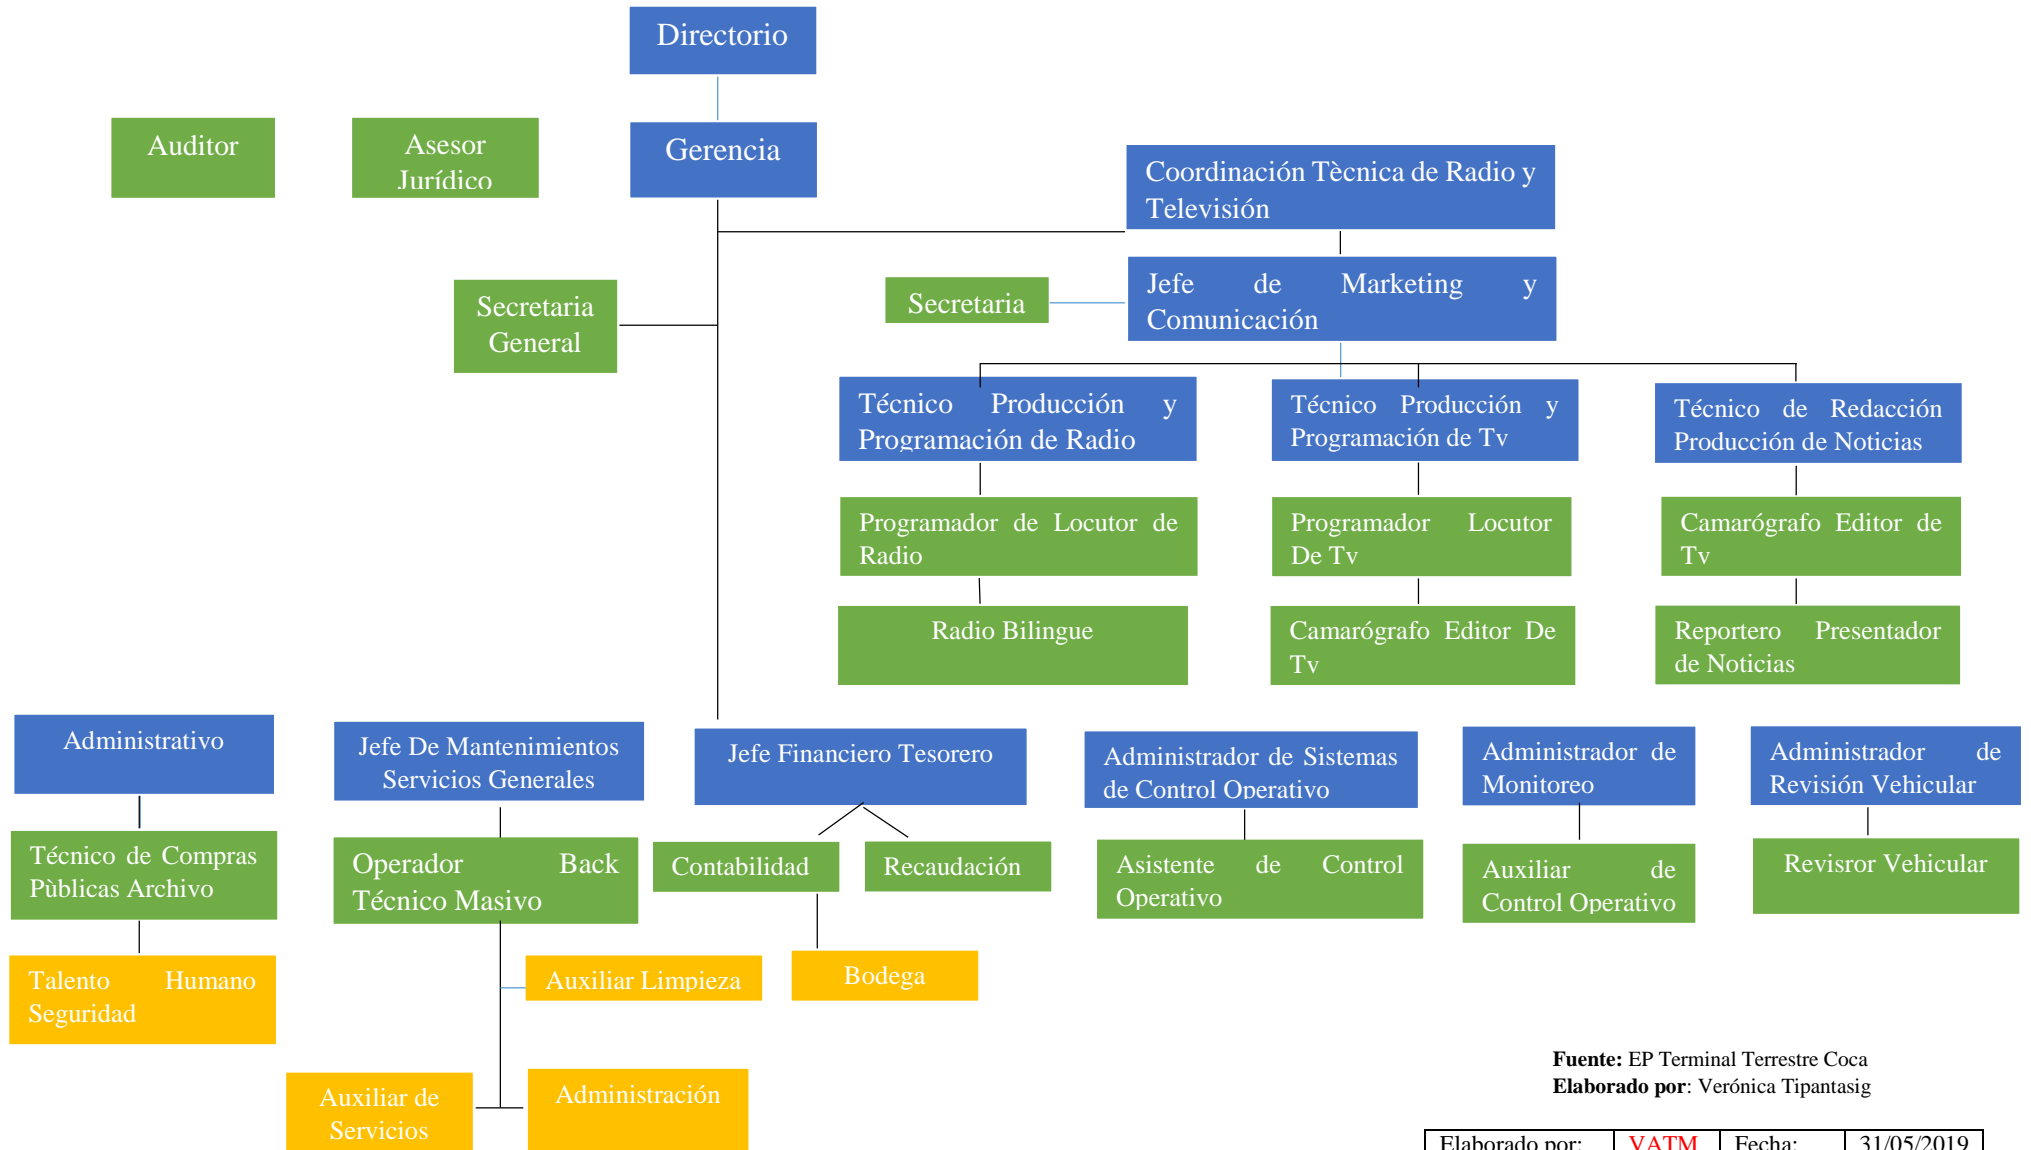 Directorio
Auditor
Asesor
Jurídico
Gerencia
Coordinación Tècnica de Radio y
Televisión
Secretaria
General
Secretaria
Jefe de Marketing y
Comunicación
Técnico Producción y
Programación de Radio
Técnico Producción y
Programación de Tv
Técnico de Redacción
Producción de Noticias
Programador de Locutor de
Radio
Programador Locutor
De Tv
Camarógrafo Editor de
Tv
Radio Bilingue
Camarógrafo Editor De
Tv
Reportero Presentador
de Noticias
Administrativo
Jefe De Mantenimientos
Servicios Generales
Jefe Financiero Tesorero
Administrador de Sistemas
de Control Operativo
Administrador de
Monitoreo
Administrador de
Revisión Vehicular
Técnico de Compras
Pùblicas Archivo
Operador Back
Técnico Masivo
Contabilidad
Recaudación
Asistente de Control
Operativo
Auxiliar de
Control Operativo
Revisror Vehicular
Talento Humano
Seguridad
Auxiliar Limpieza
Bodega
Auxiliar de
Servicios
Administración
Fuente: EP Terminal Terrestre Coca
Elaborado por: Verónica Tipantasig
Elaborado por: VATM Fecha: 31/05/2019